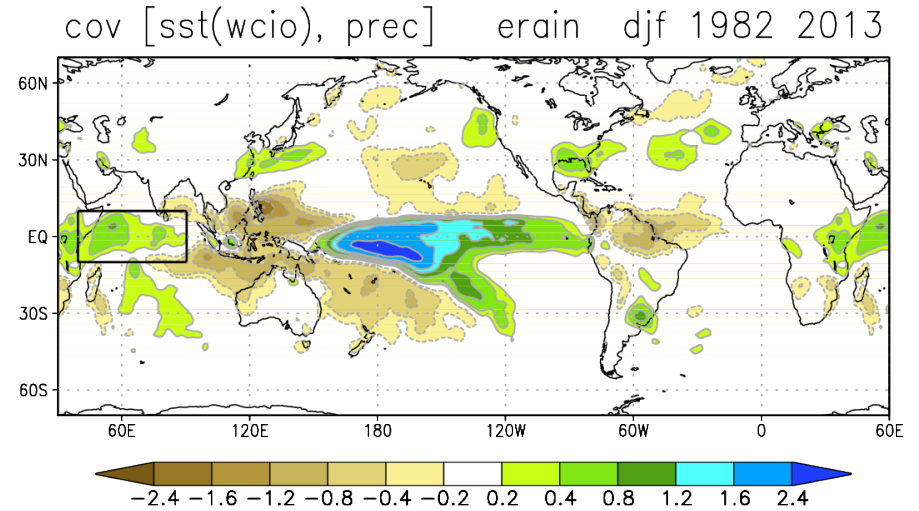 cov [sst(wcio), prec] erain djf 1982 2013
60N
30N
EQ
30S
60S
60E 120E 180 120W 60W 0 60E
-2.4 -1.6 -1.2 -0.8 -0.4 -0.2 0.2 0.4 0.8 1.2 1.6 2.4